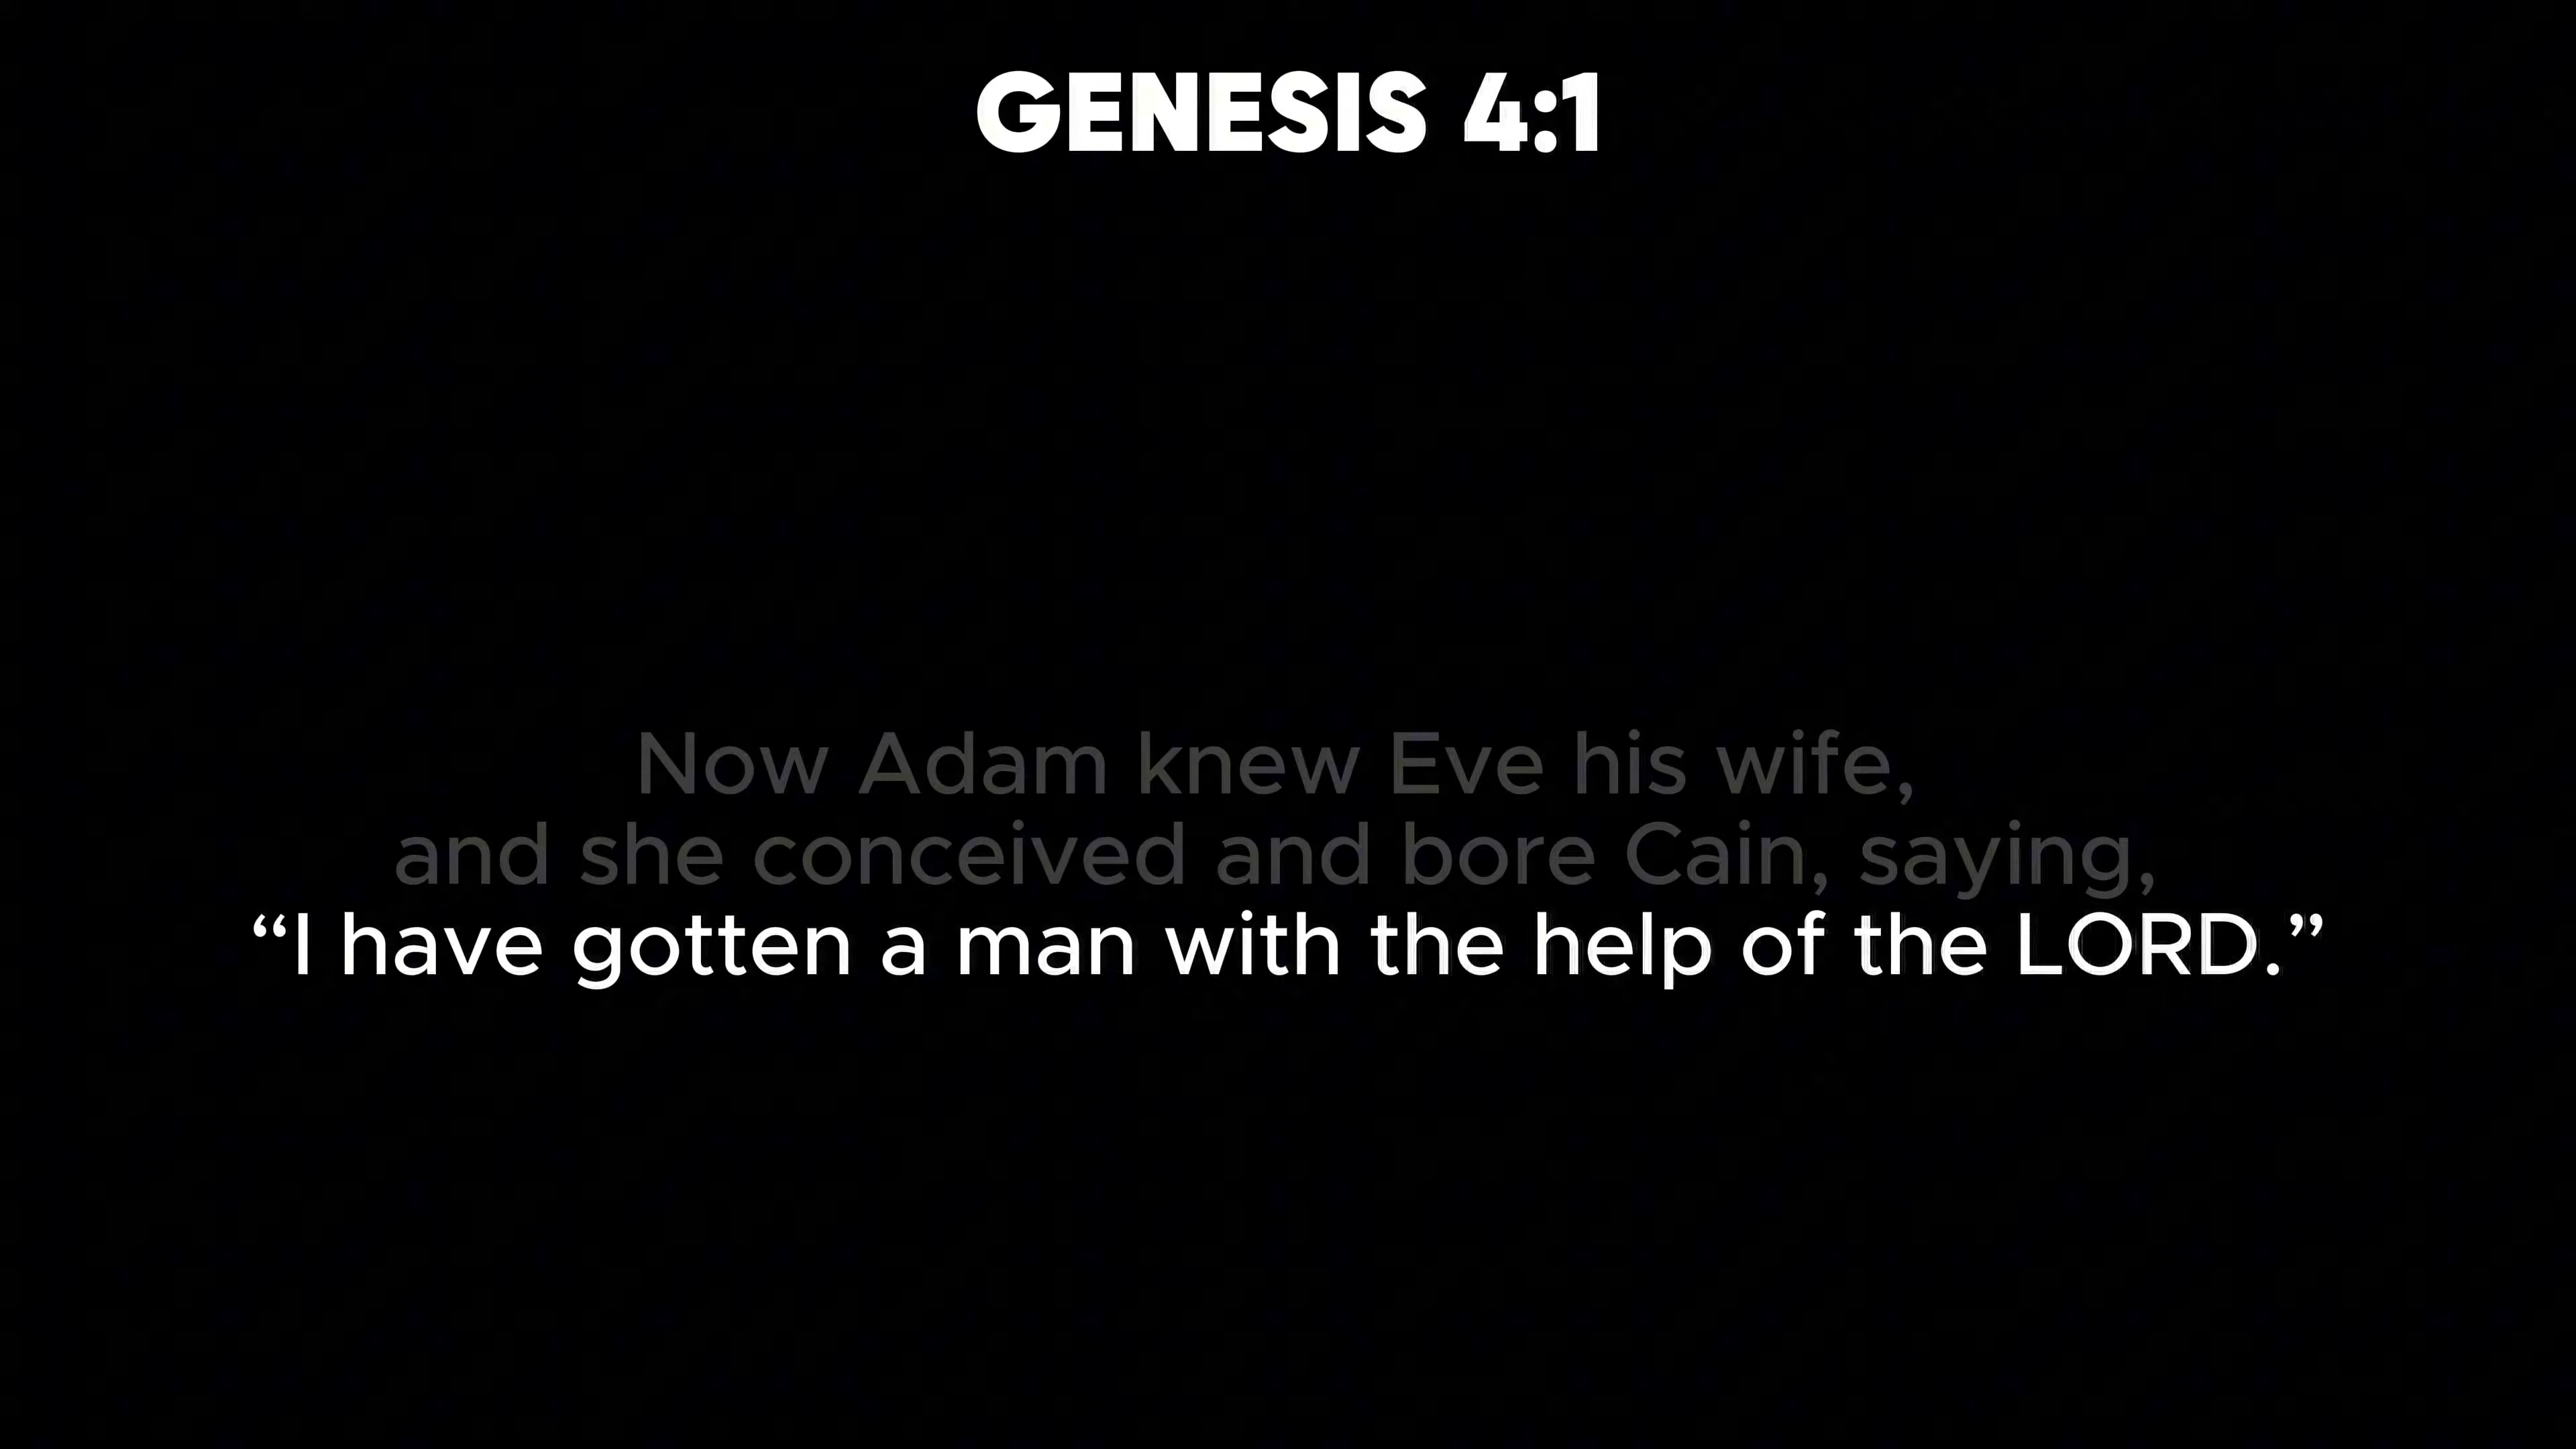 GENESIS 4:1
Now Adam knew Eve his wife,
and she conceived and bore Cain, saying,
“I have gotten a man with the help of the LORD.”